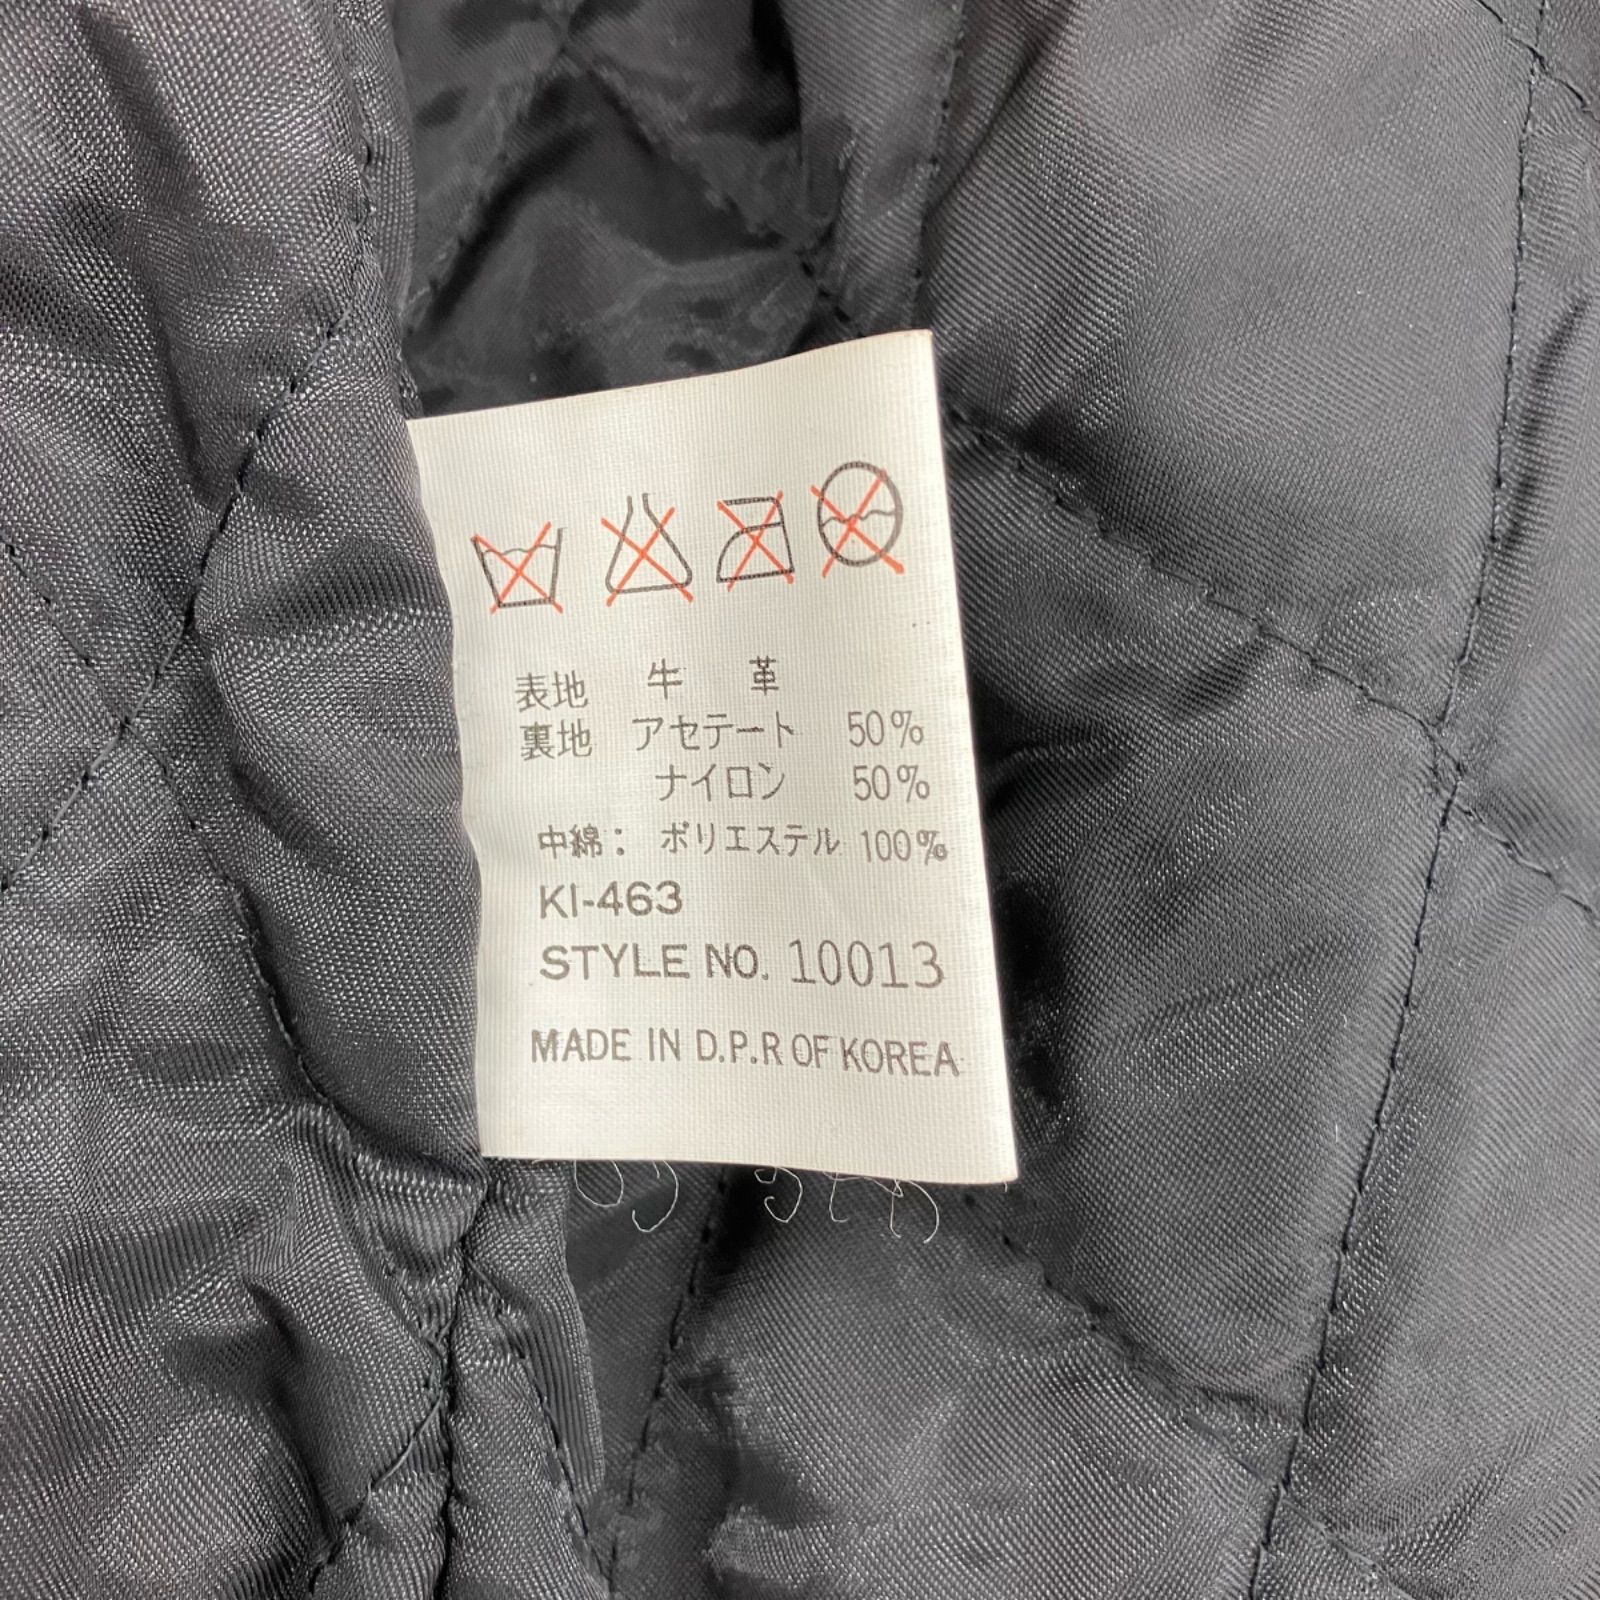 表地 牛 革
裏地 アセテート 50%
ナイロン 50%
中綿: ポリエステル 100%
KI-463
STYLE NO. 10013
MADE IN D.P.R OF KOREA